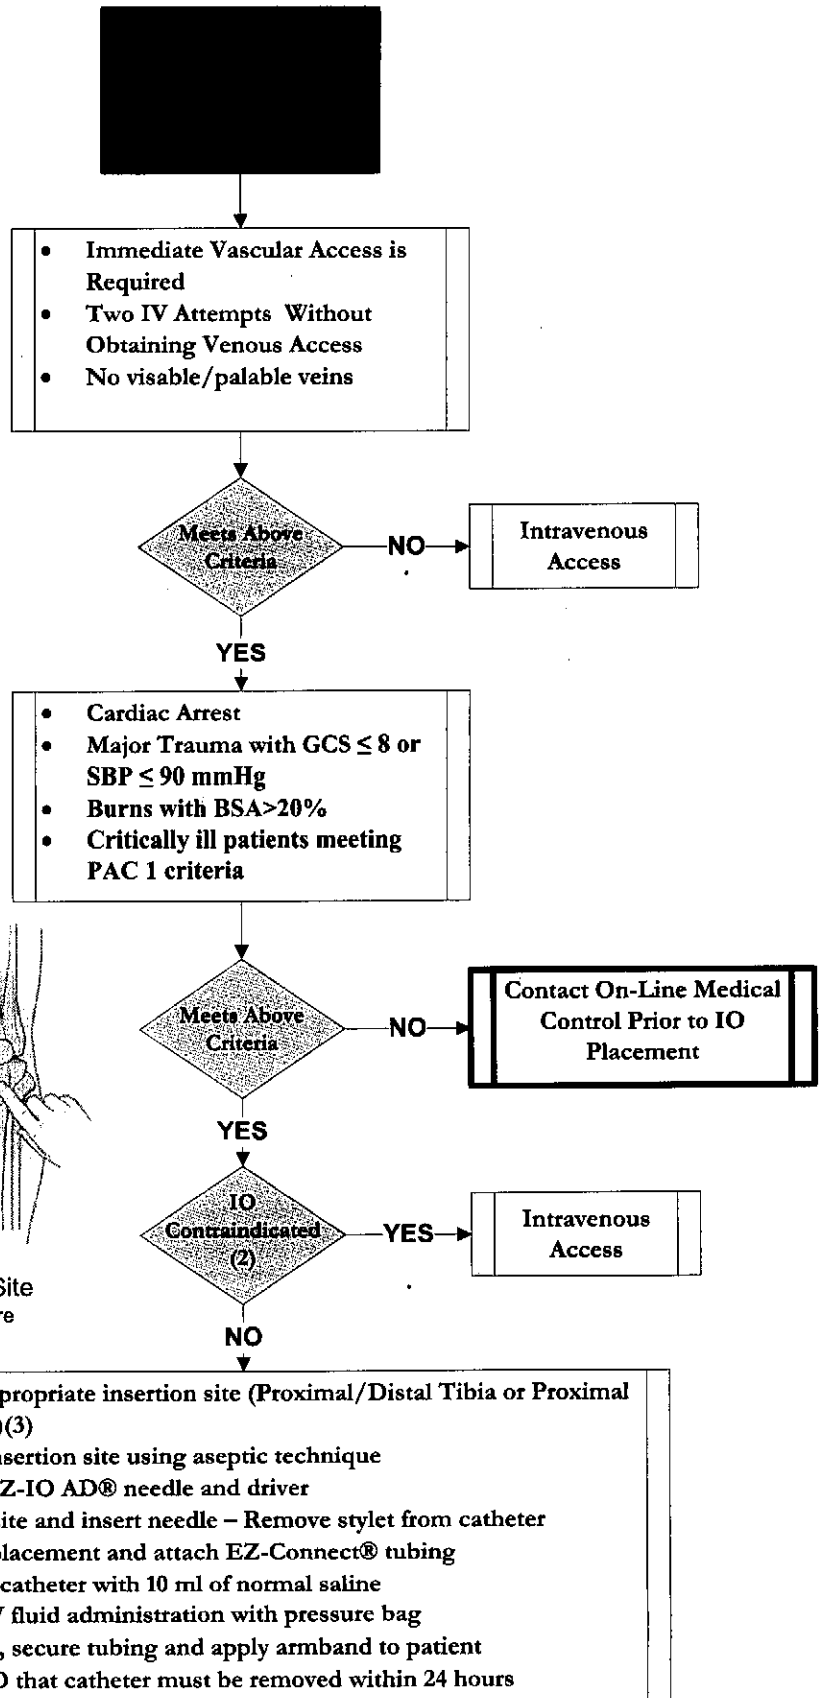 • Immediate Vascular Access is
Required
• Two IV Attempts Without
Obtaining Venous Access
• No visable/palable veins
Meets Above
Criteria
NO
Intravenous
Access
YES
• Cardiac Arrest
• Major Trauma with GCS ≤ 8 or
SBP ≤ 90 mmHg
• Burns with BSA>20%
• Critically ill patients meeting
PAC 1 criteria
Meets Above
Criteria
NO
Contact On-Line Medical
Control Prior to IO
Placement
YES
IO
Contraindicated
(2)
YES
Intravenous
Access
Site
re
NO
propriate insertion site (Proximal/Distal Tibia or Proximal
)(3)
nsertion site using aseptic technique
Z-IO AD® needle and driver
ite and insert needle – Remove stylet from catheter
placement and attach EZ-Connect® tubing
catheter with 10 ml of normal saline
fluid administration with pressure bag
, secure tubing and apply armband to patient
that catheter must be removed within 24 hours